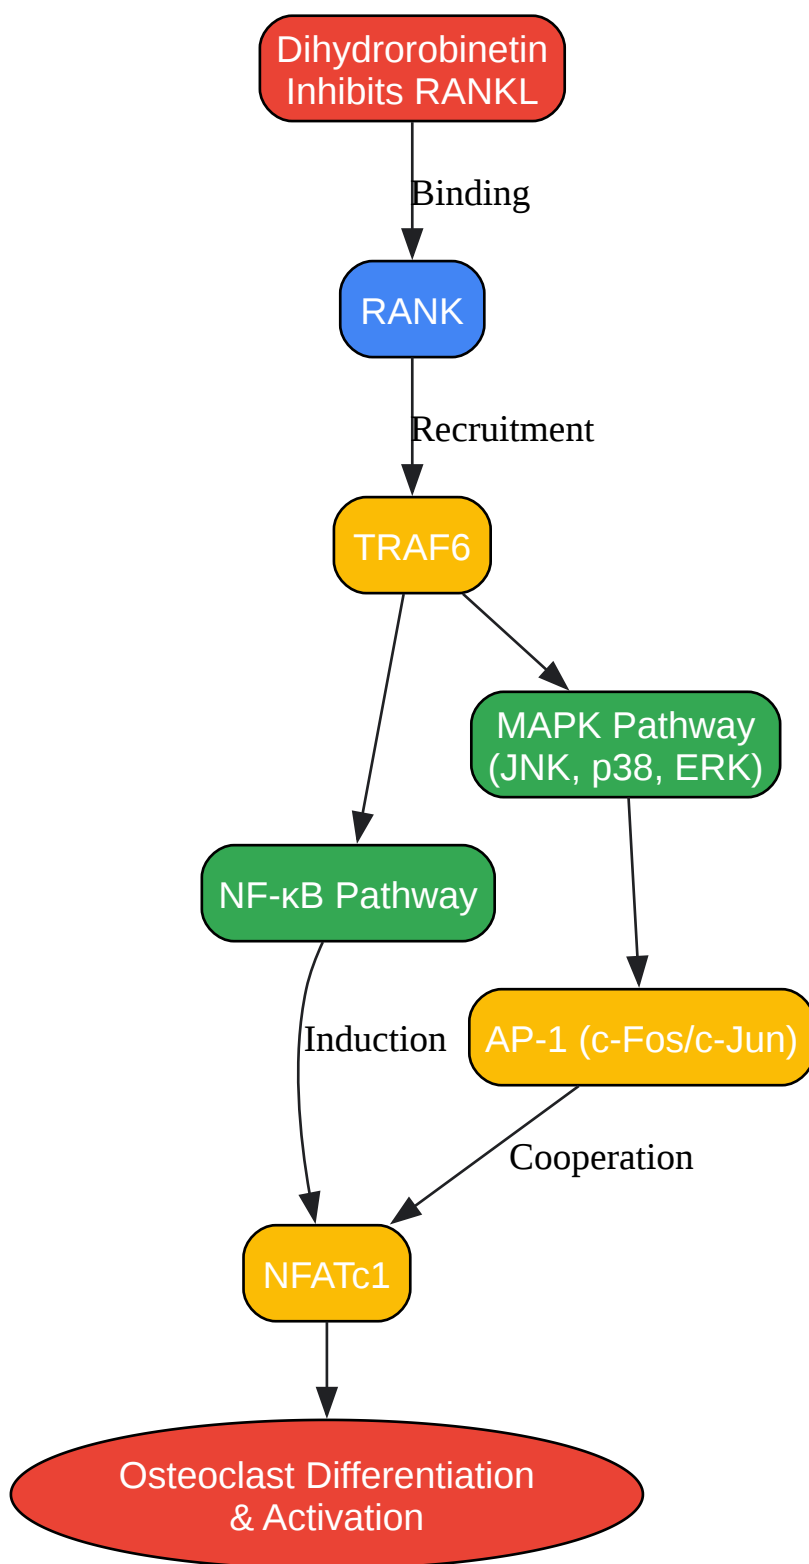 Dihydrorobinetin
Inhibits RANKL
Binding
RANK
Recruitment
TRAF6
MAPK Pathway
(JNK, p38, ERK)
NF-κB Pathway
Induction
AP-1 (c-Fos/c-Jun)
Cooperation
NFATc1
Osteoclast Differentiation
& Activation